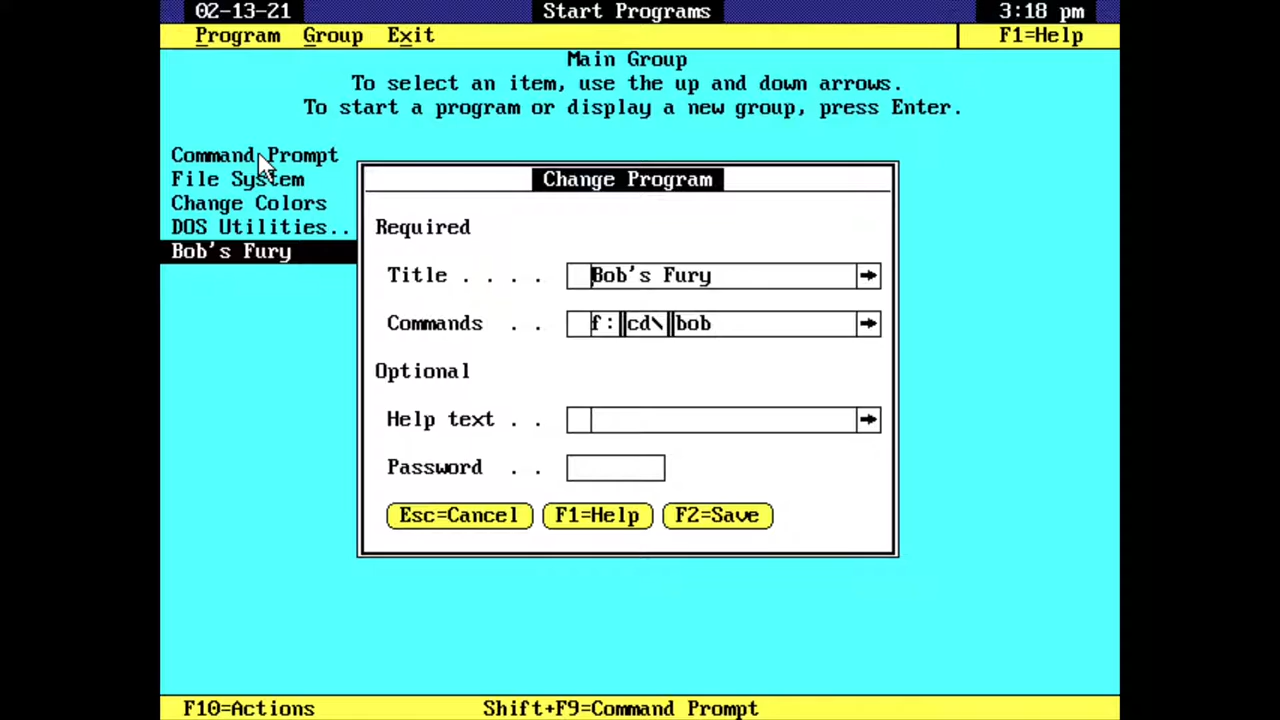 02-13-21 Start Programs 3:18 pm
Program Group Exit F1=Help
Main Group
To select an item, use the up and down arrows.
To start a program or display a new group, press Enter.
Command Prompt
File System
Change Colors
DOS Utilities..
Bob's Fury
Change Program
Required
Title . . . . Bob's Fury →
Commands . . f:‖cd\‖bob →
Optional
Help text . . →
Password . .
Esc=Cancel F1=Help F2=Save
F10=Actions Shift+F9=Command Prompt